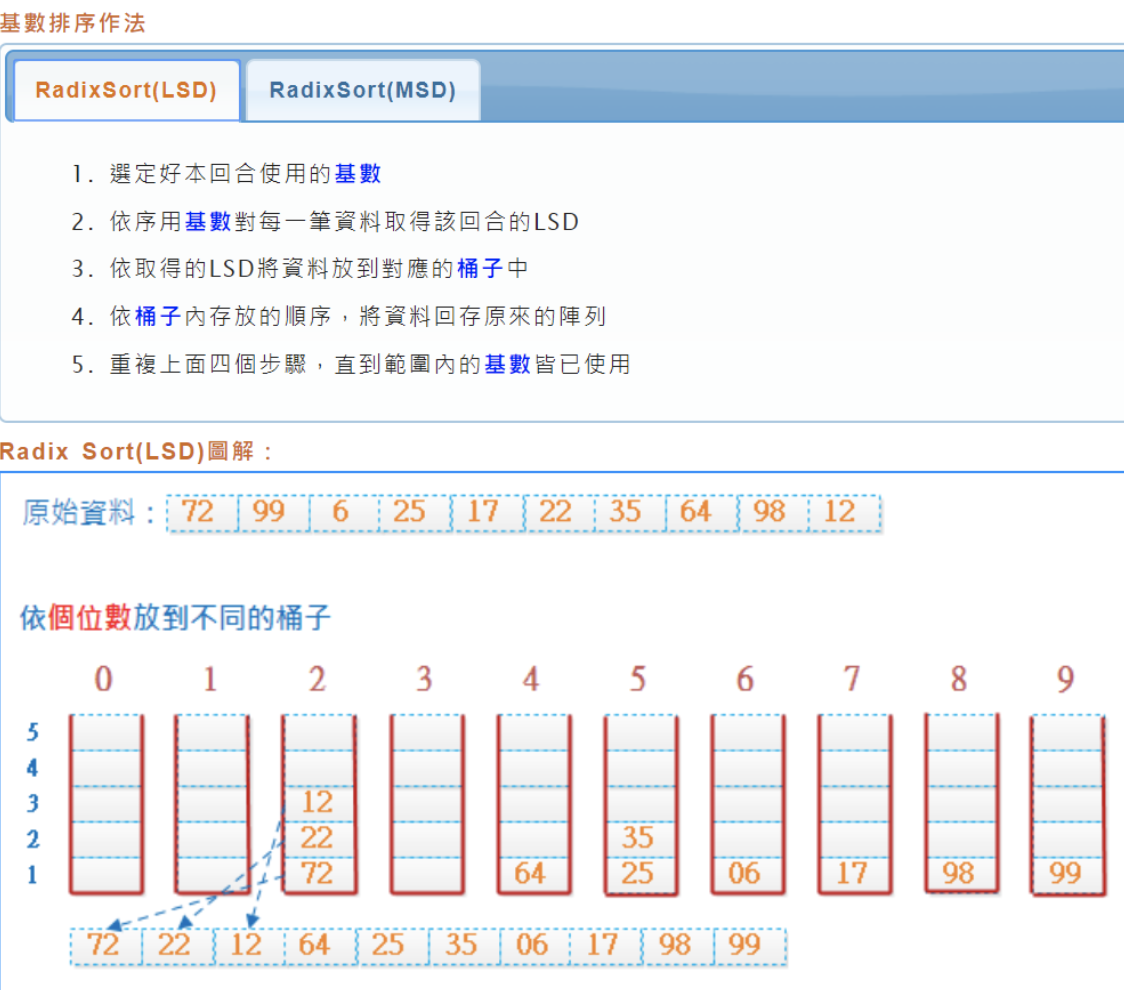 基數排序作法
RadixSort(LSD) RadixSort(MSD)
1. 選定好本回合使用的基數
2. 依序用基數對每一筆資料取得該回合的LSD
3. 依取得的LSD將資料放到對應的桶子中
4. 依桶子內存放的順序，將資料回存原來的陣列
5. 重複上面四個步驟，直到範圍內的基數皆已使用
Radix Sort(LSD)圖解：
原始資料： 72 99 6 25 17 22 35 64 98 12
依個位數放到不同的桶子
0 1 2 3 4 5 6 7 8 9
5
4
3 12
2 22 35
1 72 64 25 06 17 98 99
72 22 12 64 25 35 06 17 98 99